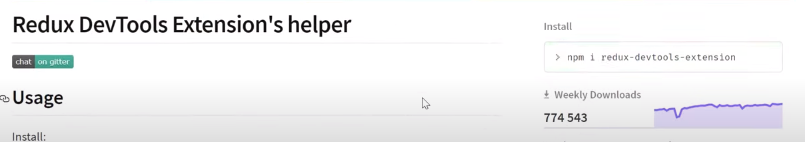 Redux DevTools Extension's helper
chat on gitter
Usage
Install:
Install
> npm i redux-devtools-extension
Weekly Downloads
774 543